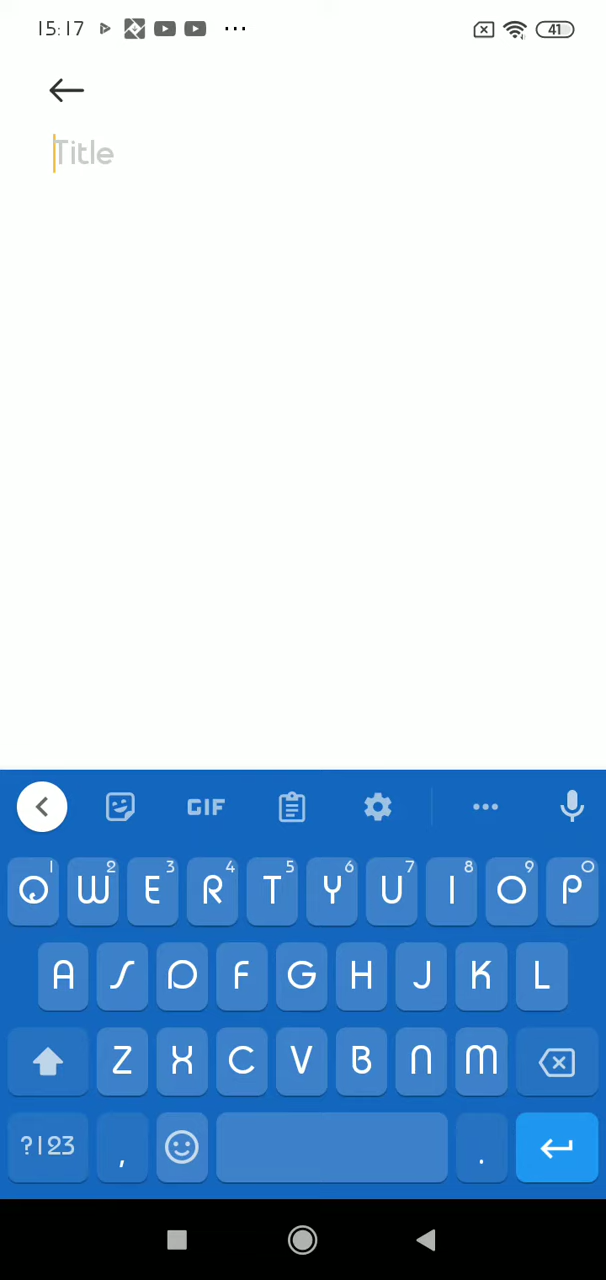 15:17 ... 41
Title
GIF
1 2 3 4 5 6 7 8 9 0
Q W E R T Y U I O P
A S D F G H J K L
Z X C V B N M
?123 , .